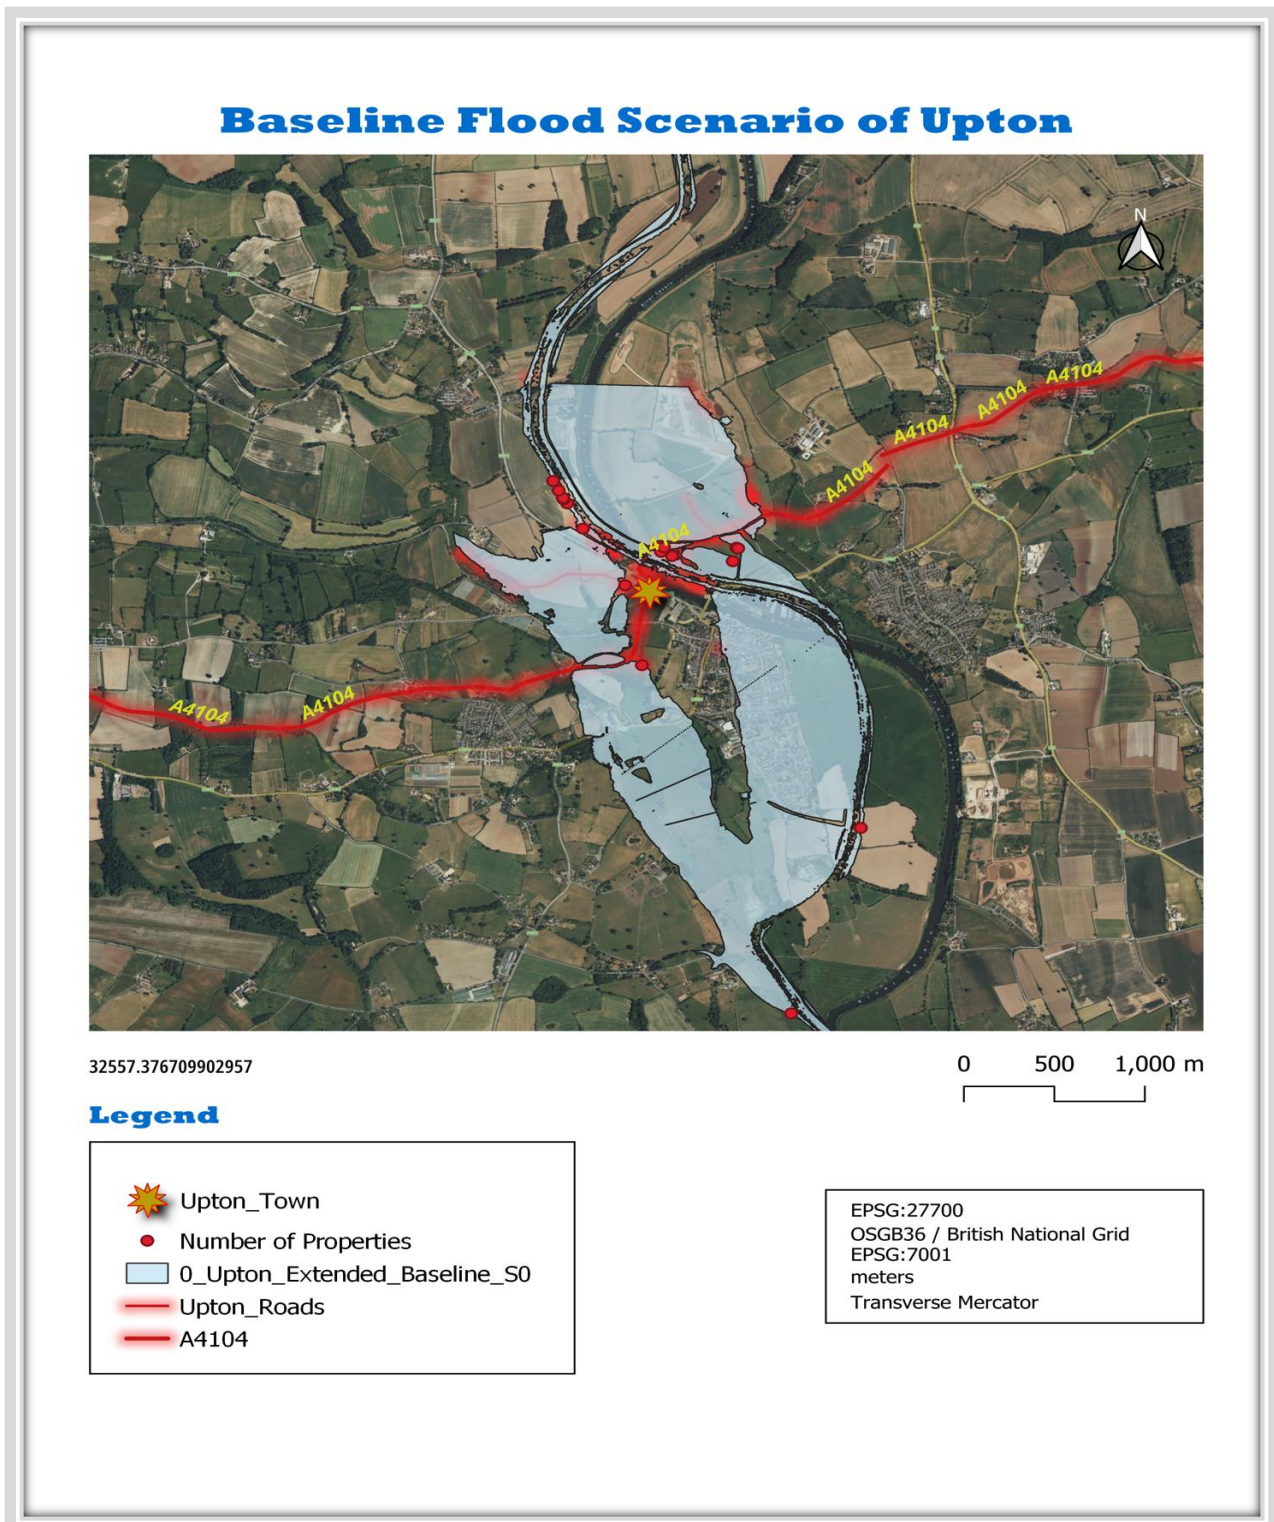 Baseline Flood Scenario of Upton
N
A4104
A4104
A4104
A4104
A4104
A4104
A4104
32557.376709902957
0 500 1,000 m
Legend
Upton_Town
Number of Properties
0_Upton_Extended_Baseline_S0
Upton_Roads
A4104
EPSG:27700
OSGB36 / British National Grid
EPSG:7001
meters
Transverse Mercator